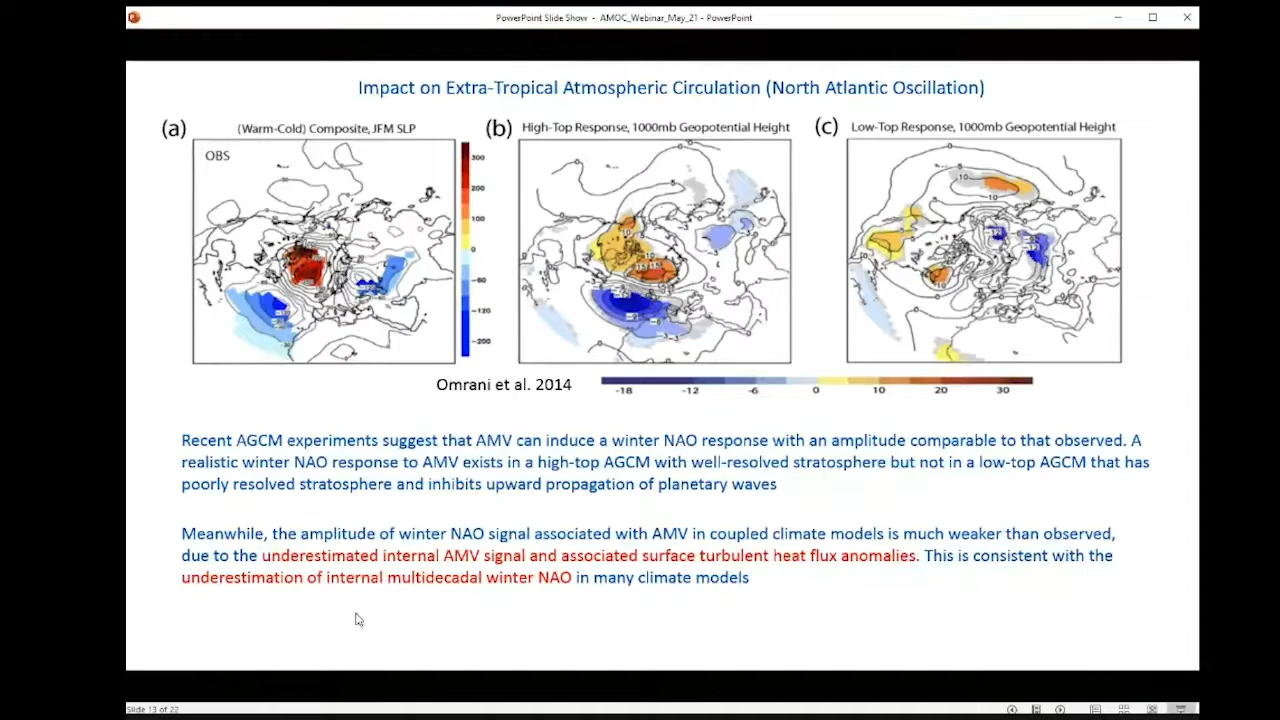 PowerPoint Slide Show - AMOC_Webinar_May_21 - PowerPoint
Impact on Extra-Tropical Atmospheric Circulation (North Atlantic Oscillation)
(a) (Warm-Cold) Composite, JFM SLP
(b) High-Top Response, 1000mb Geopotential Height
(c) Low-Top Response, 1000mb Geopotential Height
OBS
300
200
100
0
-60
-120
-200
Omrani et al. 2014
-18 -12 -6 0 10 20 30
Recent AGCM experiments suggest that AMV can induce a winter NAO response with an amplitude comparable to that observed. A
realistic winter NAO response to AMV exists in a high-top AGCM with well-resolved stratosphere but not in a low-top AGCM that has
poorly resolved stratosphere and inhibits upward propagation of planetary waves
Meanwhile, the amplitude of winter NAO signal associated with AMV in coupled climate models is much weaker than observed,
due to the underestimated internal AMV signal and associated surface turbulent heat flux anomalies. This is consistent with the
underestimation of internal multidecadal winter NAO in many climate models
Slide 13 of 22